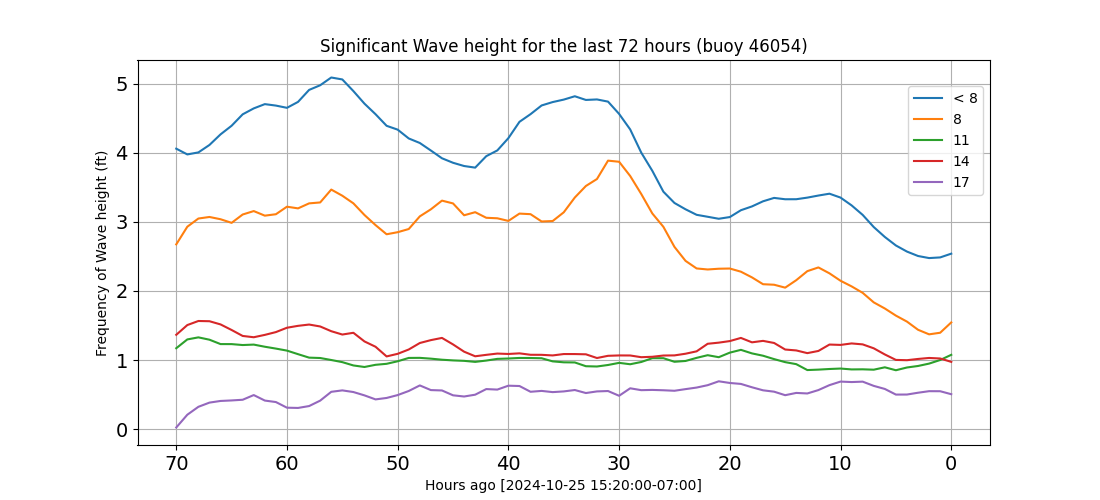 Significant Wave height for the last 72 hours (buoy 46054)
Frequency of Wave height (ft)
5
4
3
2
1
0
< 8
8
11
14
17
70 60 50 40 30 20 10 0
Hours ago [2024-10-25 15:20:00-07:00]